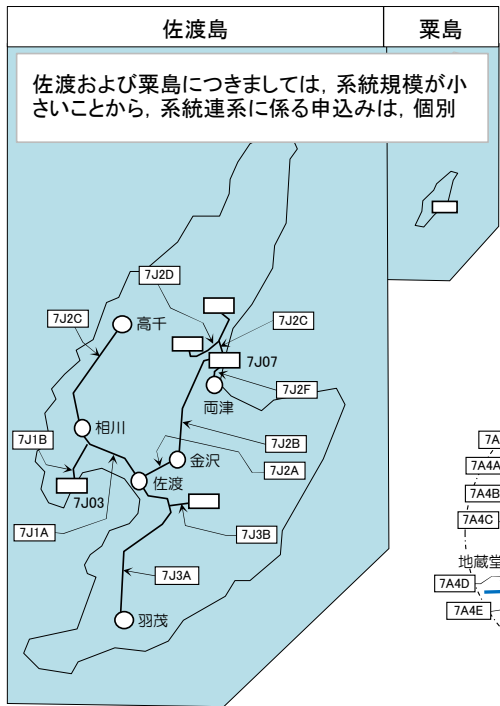 佐渡島
粟島
佐渡および粟島につきましては，系統規模が小
さいことから，系統連系に係る申込みは，個別
7J2D
7J2C
高千
7J2C
7J07
7J2F
両津
相川
7J1B
7J2B
金沢
7J2A
佐渡
7J03
7J1A
7J3B
7J3A
羽茂
7A
7A4A
7A4B
7A4C
地蔵堂
7A4D
7A4E